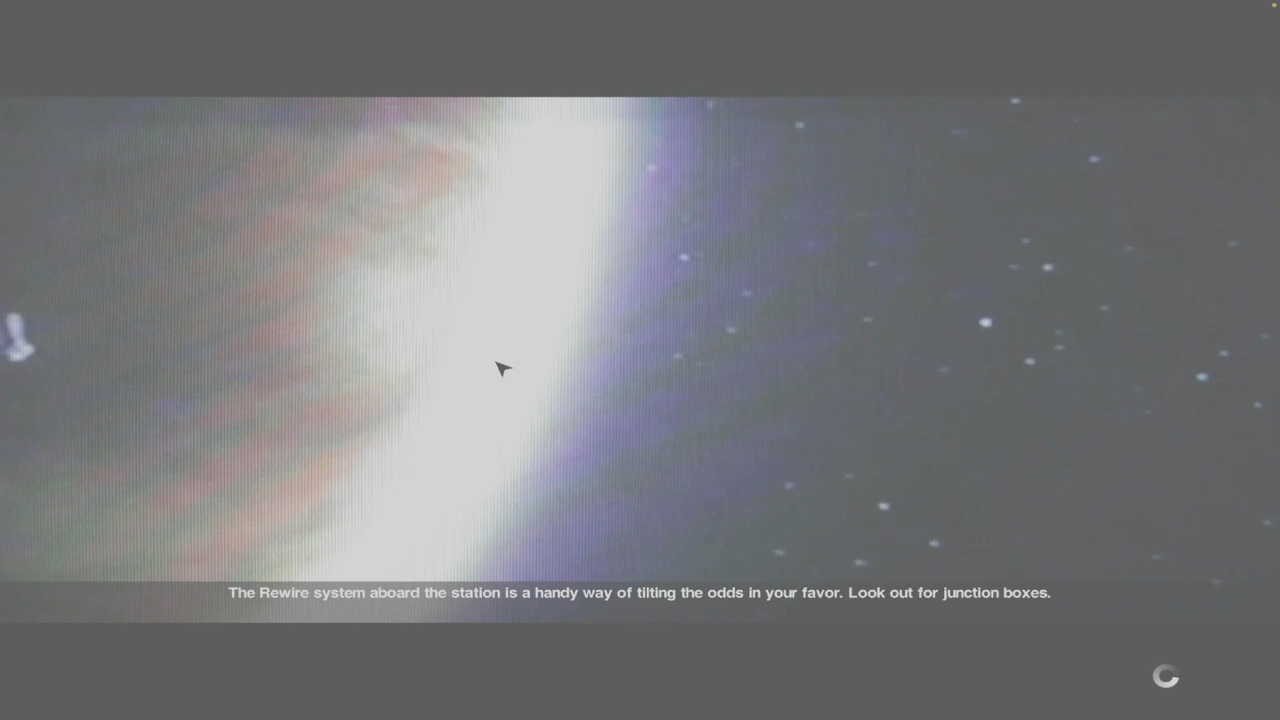 The Rewire system aboard the station is a handy way of tilting the odds in your favor. Look out for junction boxes.